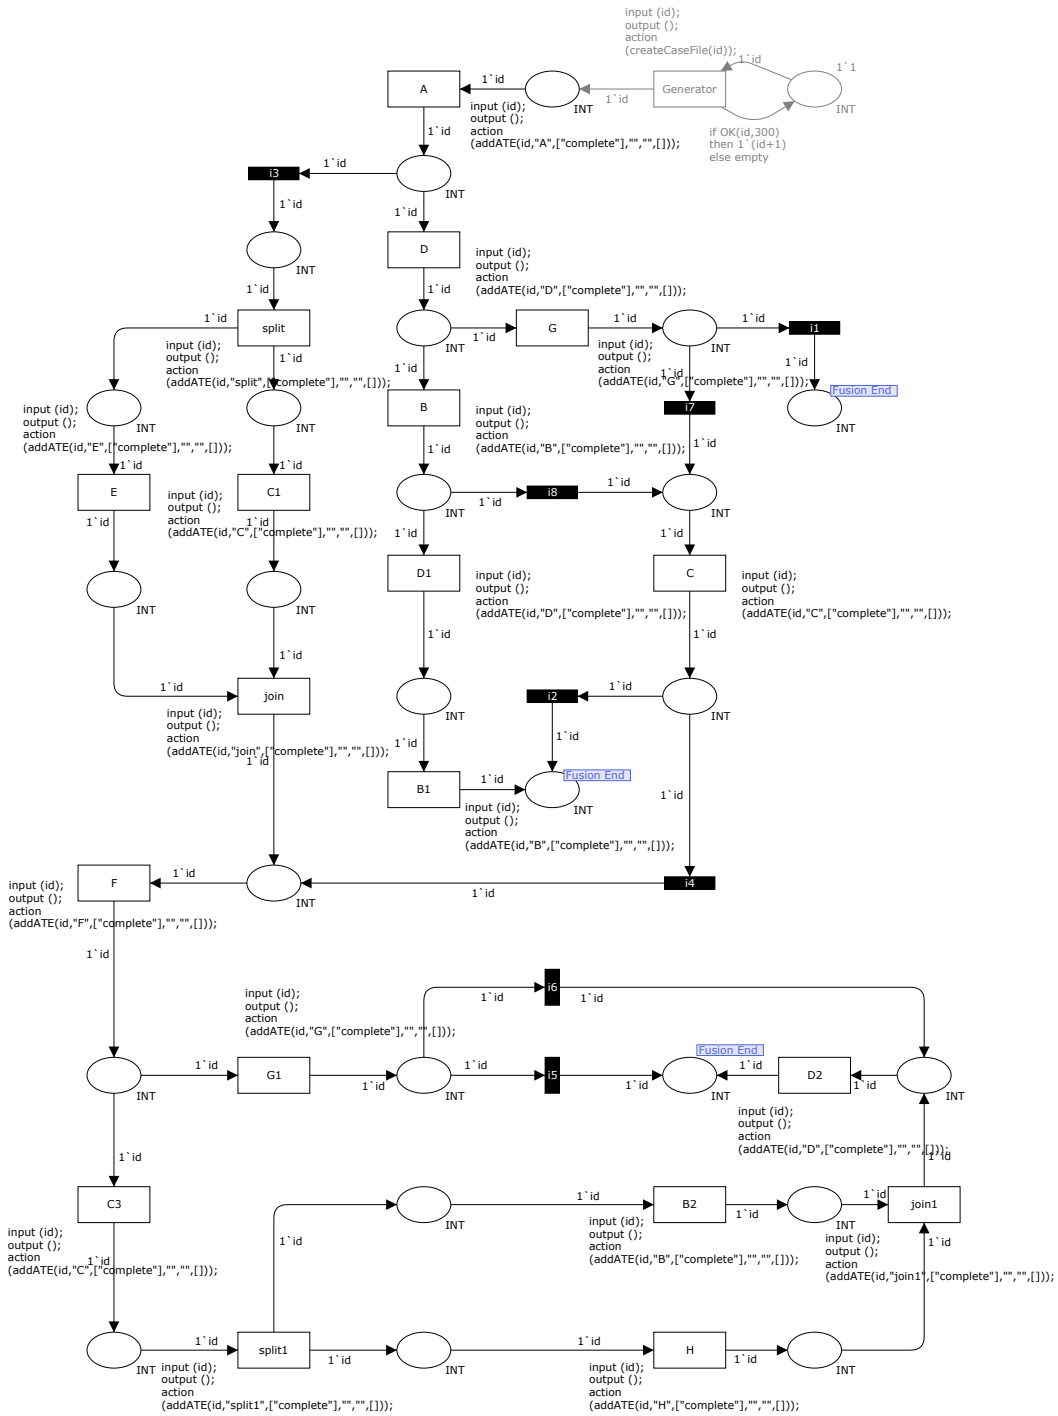 input (id);
output ();
action
(createCaseFile(id));
1`id
1`1
A
1`id
Generator
1`id
INT
INT
input (id);
output ();
action
(addATE(id,"A",["complete"],"","",[]));
1`id
if OK(id,300)
then 1`(id+1)
else empty
i3
1`id
INT
1`id
1`id
INT
D
input (id);
output ();
action
(addATE(id,"D",["complete"],"","",[]));
1`id
1`id
1`id
split
INT
1`id
G
1`id
INT
1`id
i1
input (id);
output ();
action
(addATE(id,"split",["complete"],"","",[]));
1`id
1`id
input (id);
output ();
action
(addATE(id,"G",["complete"],"","",[]));
1`id
1`id
Fusion End
INT
input (id);
output ();
action
(addATE(id,"E",["complete"],"","",[]));
INT
INT
B
input (id);
output ();
action
(addATE(id,"B",["complete"],"","",[]));
i7
1`id
1`id
1`id
1`id
E
C1
input (id);
output ();
action
(addATE(id,"C",["complete"],"","",[]));
1`id
1`id
INT
1`id
i8
1`id
INT
1`id
1`id
D1
input (id);
output ();
action
(addATE(id,"D",["complete"],"","",[]));
C
input (id);
output ();
action
(addATE(id,"C",["complete"],"","",[]));
INT
INT
1`id
1`id
1`id
1`id
join
input (id);
output ();
action
(addATE(id,"join",["complete"],"","",[]));
1`id
INT
i2
1`id
INT
1`id
1`id
Fusion End
B1
1`id
INT
input (id);
output ();
action
(addATE(id,"B",["complete"],"","",[]));
1`id
F
1`id
INT
1`id
i4
input (id);
output ();
action
(addATE(id,"F",["complete"],"","",[]));
1`id
input (id);
output ();
action
(addATE(id,"G",["complete"],"","",[]));
1`id
i6
1`id
INT
1`id
G1
1`id
INT
1`id
i5
1`id
Fusion End
INT
1`id
D2
1`id
INT
input (id);
output ();
action
(addATE(id,"D",["complete"],"","",[]));
1`id
1`id
C3
input (id);
output ();
action
(addATE(id,"C",["complete"],"","",[]));
1`id
1`id
INT
1`id
B2
1`id
INT
1`id
join1
input (id);
output ();
action
(addATE(id,"B",["complete"],"","",[]));
input (id);
output ();
action
(addATE(id,"join1",["complete"],"","",[]));
1`id
INT
1`id
split1
1`id
INT
1`id
H
1`id
INT
input (id);
output ();
action
(addATE(id,"split1",["complete"],"","",[]));
input (id);
output ();
action
(addATE(id,"H",["complete"],"","",[]));